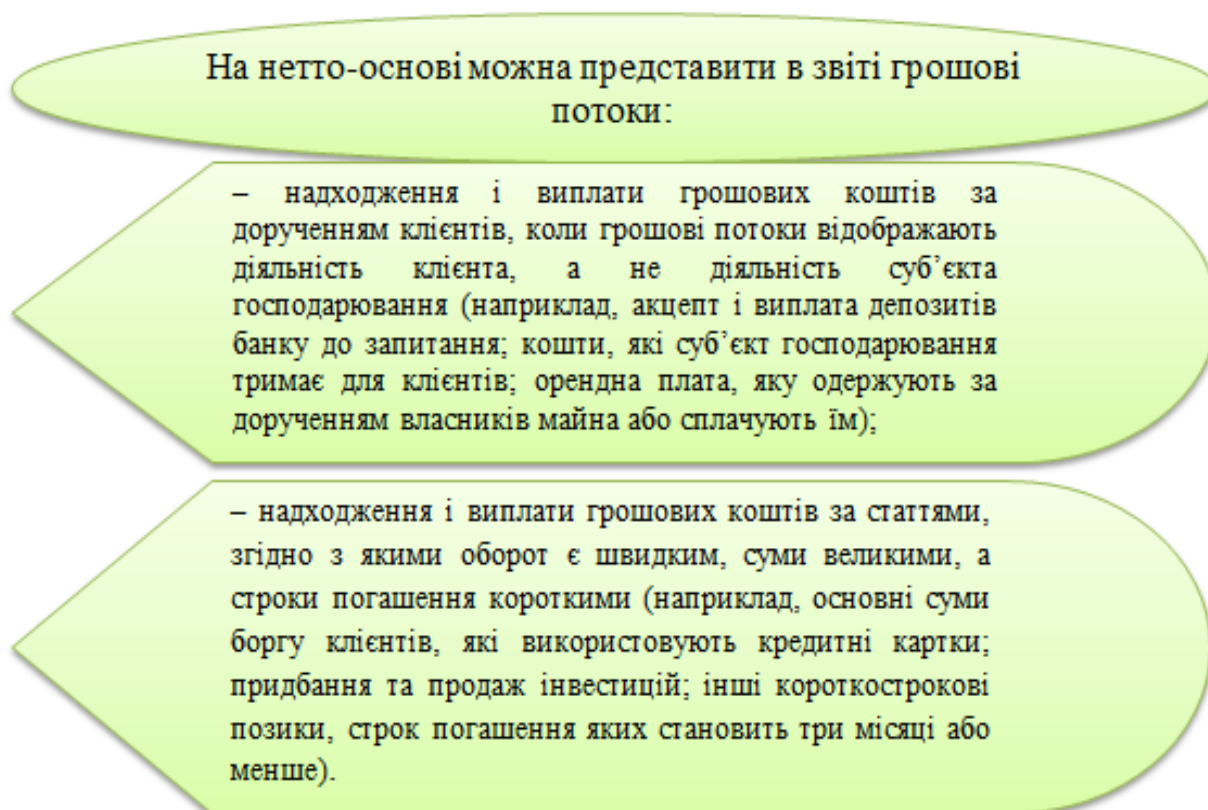 На нетто-основі можна представити в звіті грошові
потоки:
– надходження і виплати грошових коштів за
дорученням клієнтів, коли грошові потоки відображають
діяльність клієнта, а не діяльність суб’єкта
господарювання (наприклад, акцепт і виплата депозитів
банку до запитання; кошти, які суб’єкт господарювання
тримає для клієнтів; орендна плата, яку одержують за
дорученням власників майна або сплачують їм);
– надходження і виплати грошових коштів за статтями,
згідно з якими оборот є швидким, суми великими, а
строки погашення короткими (наприклад, основні суми
боргу клієнтів, які використовують кредитні картки;
придбання та продаж інвестицій; інші короткострокові
позики, строк погашення яких становить три місяці або
менше).